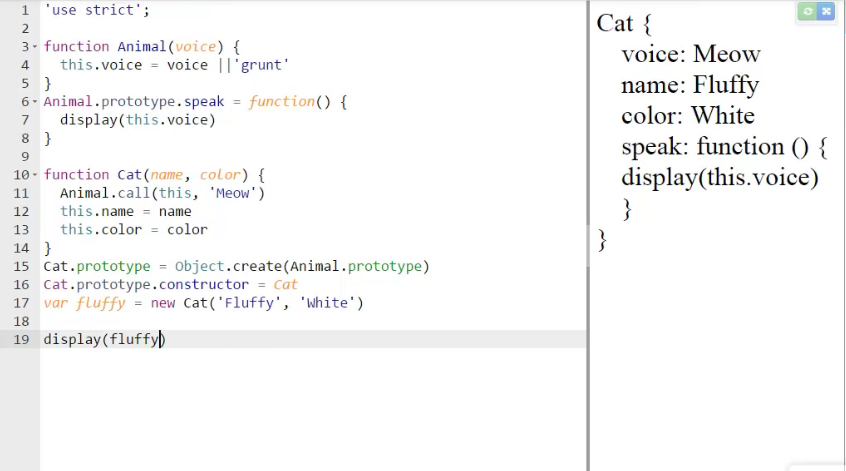 1 'use strict';
2
3 function Animal(voice) {
4 this.voice = voice ||'grunt'
5 }
6 Animal.prototype.speak = function() {
7 display(this.voice)
8 }
9
10 function Cat(name, color) {
11 Animal.call(this, 'Meow')
12 this.name = name
13 this.color = color
14 }
15 Cat.prototype = Object.create(Animal.prototype)
16 Cat.prototype.constructor = Cat
17 var fluffy = new Cat('Fluffy', 'White')
18
19 display(fluffy)
Cat {
voice: Meow
name: Fluffy
color: White
speak: function () {
display(this.voice)
}
}